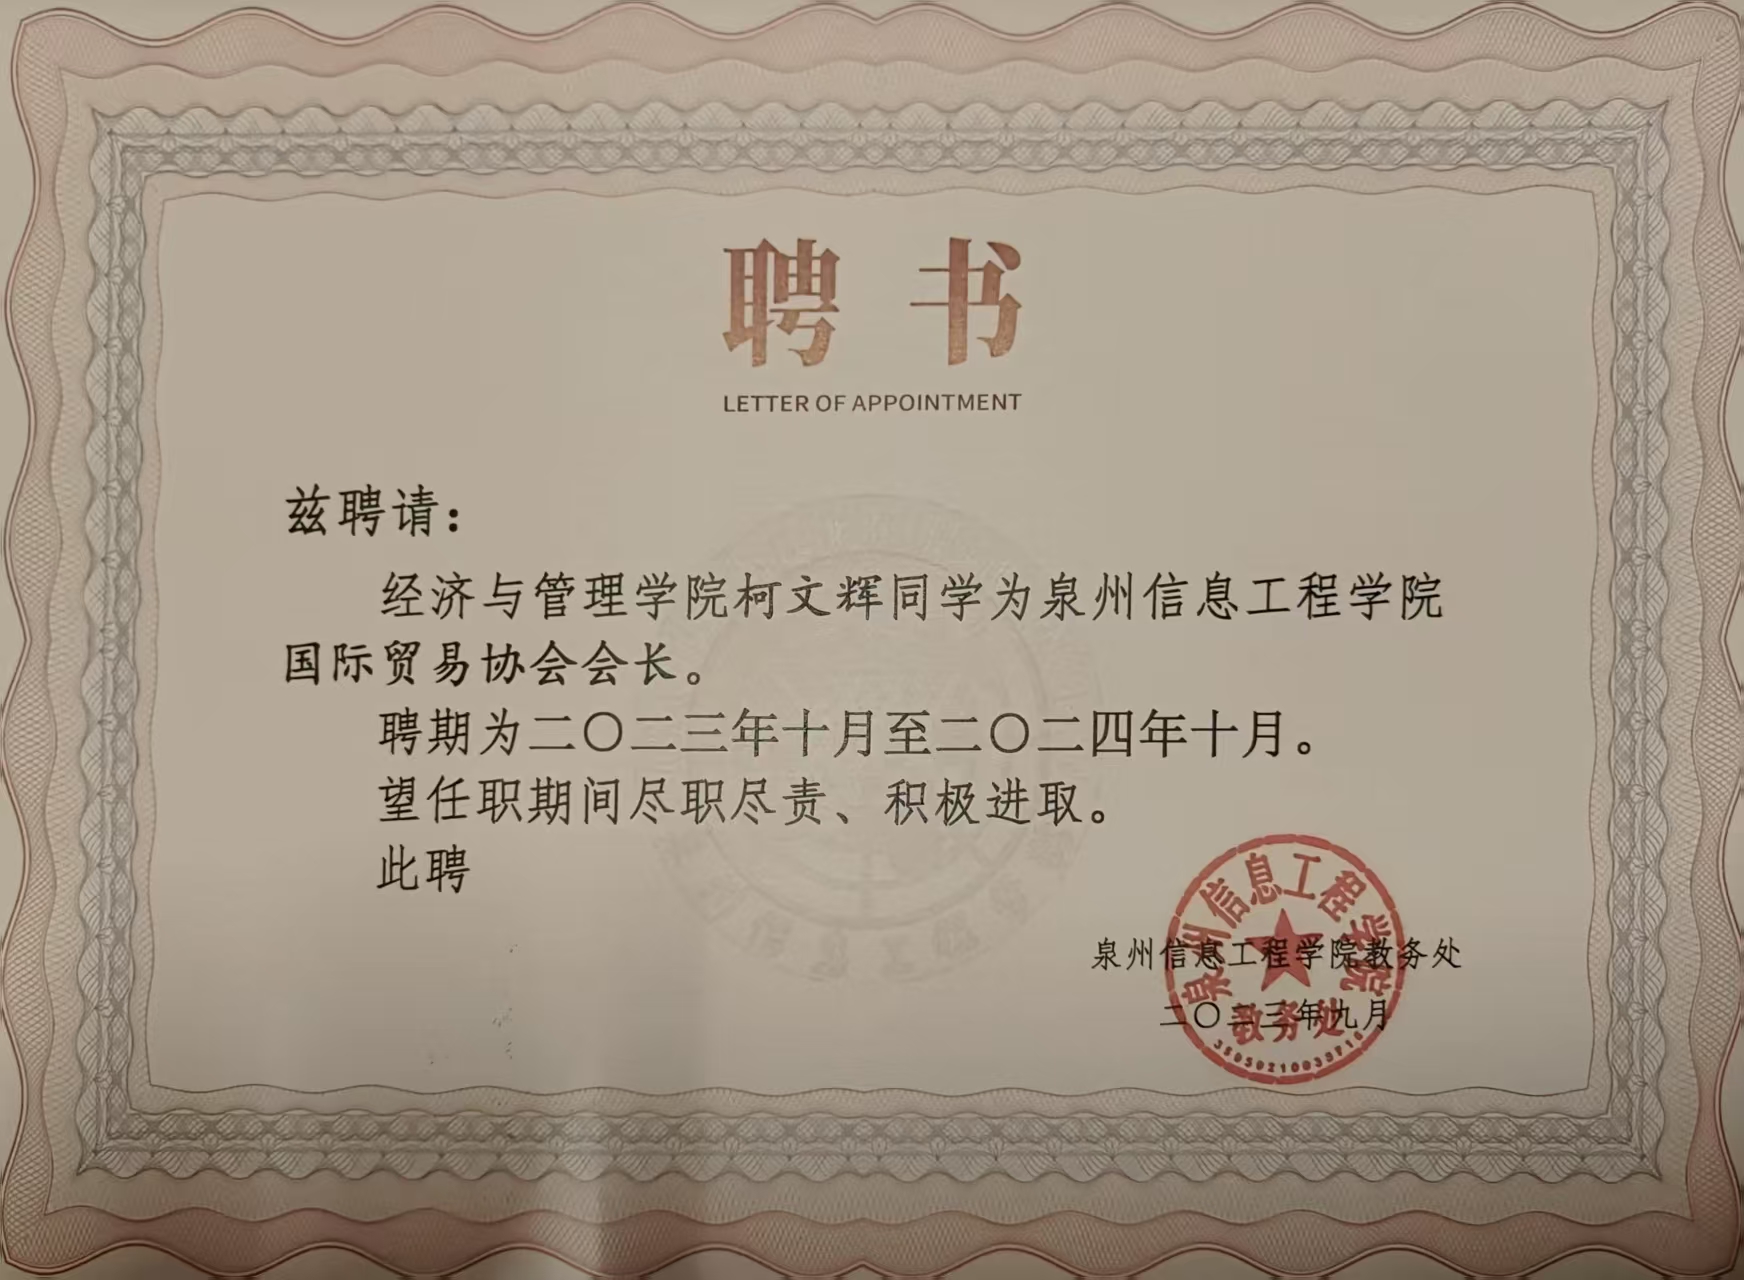 聘 书
LETTER OF APPOINTMENT
兹聘请：
经济与管理学院柯文辉同学为泉州信息工程学院
国际贸易协会会长。
聘期为二〇二三年十月至二〇二四年十月。
望任职期间尽职尽责、积极进取。
此聘
泉州信息工程学院教务处
二〇二三年九月
泉州信息工程学院
教务处